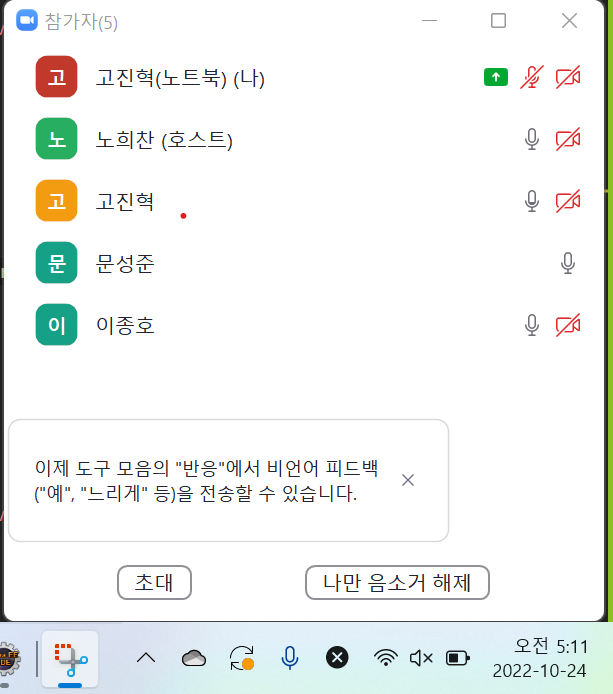 참가자(5)
고 고진혁(노트북) (나)
노 노희찬 (호스트)
고 고진혁
문 문성준
이 이종호
이제 도구 모음의 "반응"에서 비언어 피드백
("예", "느리게" 등)을 전송할 수 있습니다.
초대 나만 음소거 해제
오전 5:11
2022-10-24